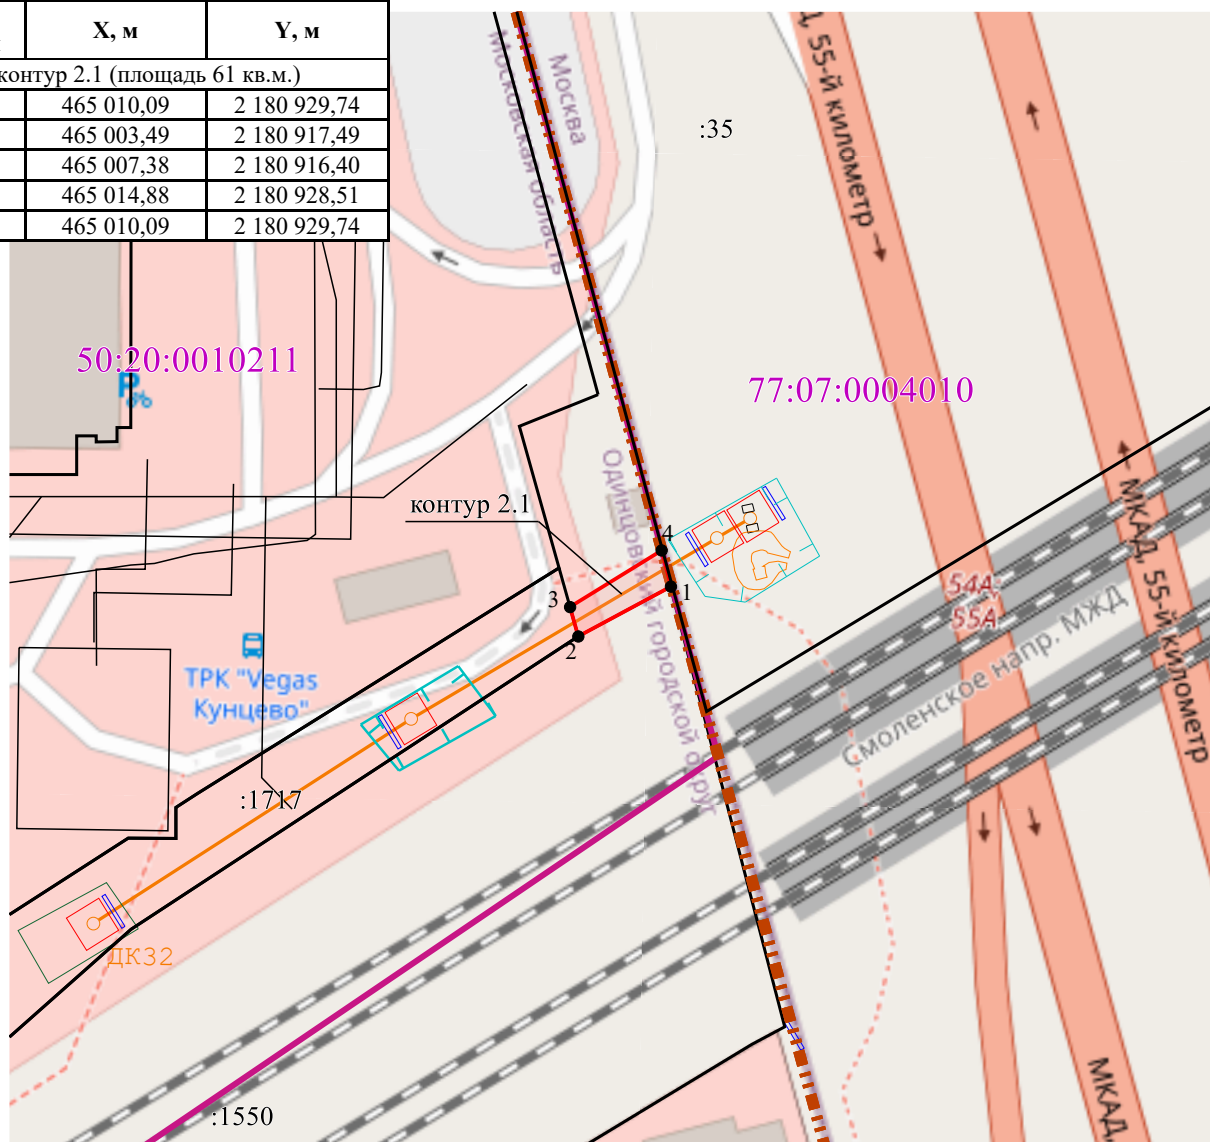 X, м Y, м
контур 2.1 (площадь 61 кв.м.)
465 010,09 2 180 929,74
465 003,49 2 180 917,49
465 007,38 2 180 916,40
465 014,88 2 180 928,51
465 010,09 2 180 929,74
Москва
Московская область
:35
Д, 55-й километр
50:20:0010211
P
77:07:0004010
контур 2.1
Одинцовский городской округ
4
1
3
2
МКАД, 55-й километр
54А;
55А
Смоленское напр. МЖД
ТРК "Vegas
Кунцево"
:1717
ДК32
:1550
МКАД,